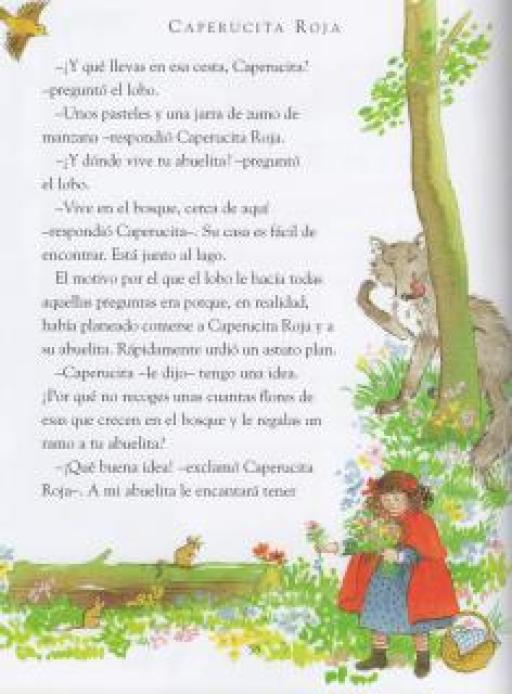 CAPERUCITA ROJA
–¿Y qué llevas en esa cesta, Caperucita?
–preguntó el lobo.
–Unos pasteles y una jarra de zumo de
manzana –respondió Caperucita Roja.
–¿Y dónde vive tu abuelita? –preguntó
el lobo.
–Vive en el bosque, cerca de aquí
–respondió Caperucita–. Su casa es fácil de
encontrar. Está junto al lago.
El motivo por el que el lobo le hacía todas
aquellas preguntas era porque, en realidad,
había planeado comerse a Caperucita Roja y a
su abuelita. Rápidamente urdió un astuto plan.
–Caperucita –le dijo– tengo una idea.
¿Por qué no recoges unas cuantas flores de
esas que crecen en el bosque y le regalas un
ramo a tu abuelita?
–¡Qué buena idea! –exclamó Caperucita
Roja–. A mi abuelita le encantará tener